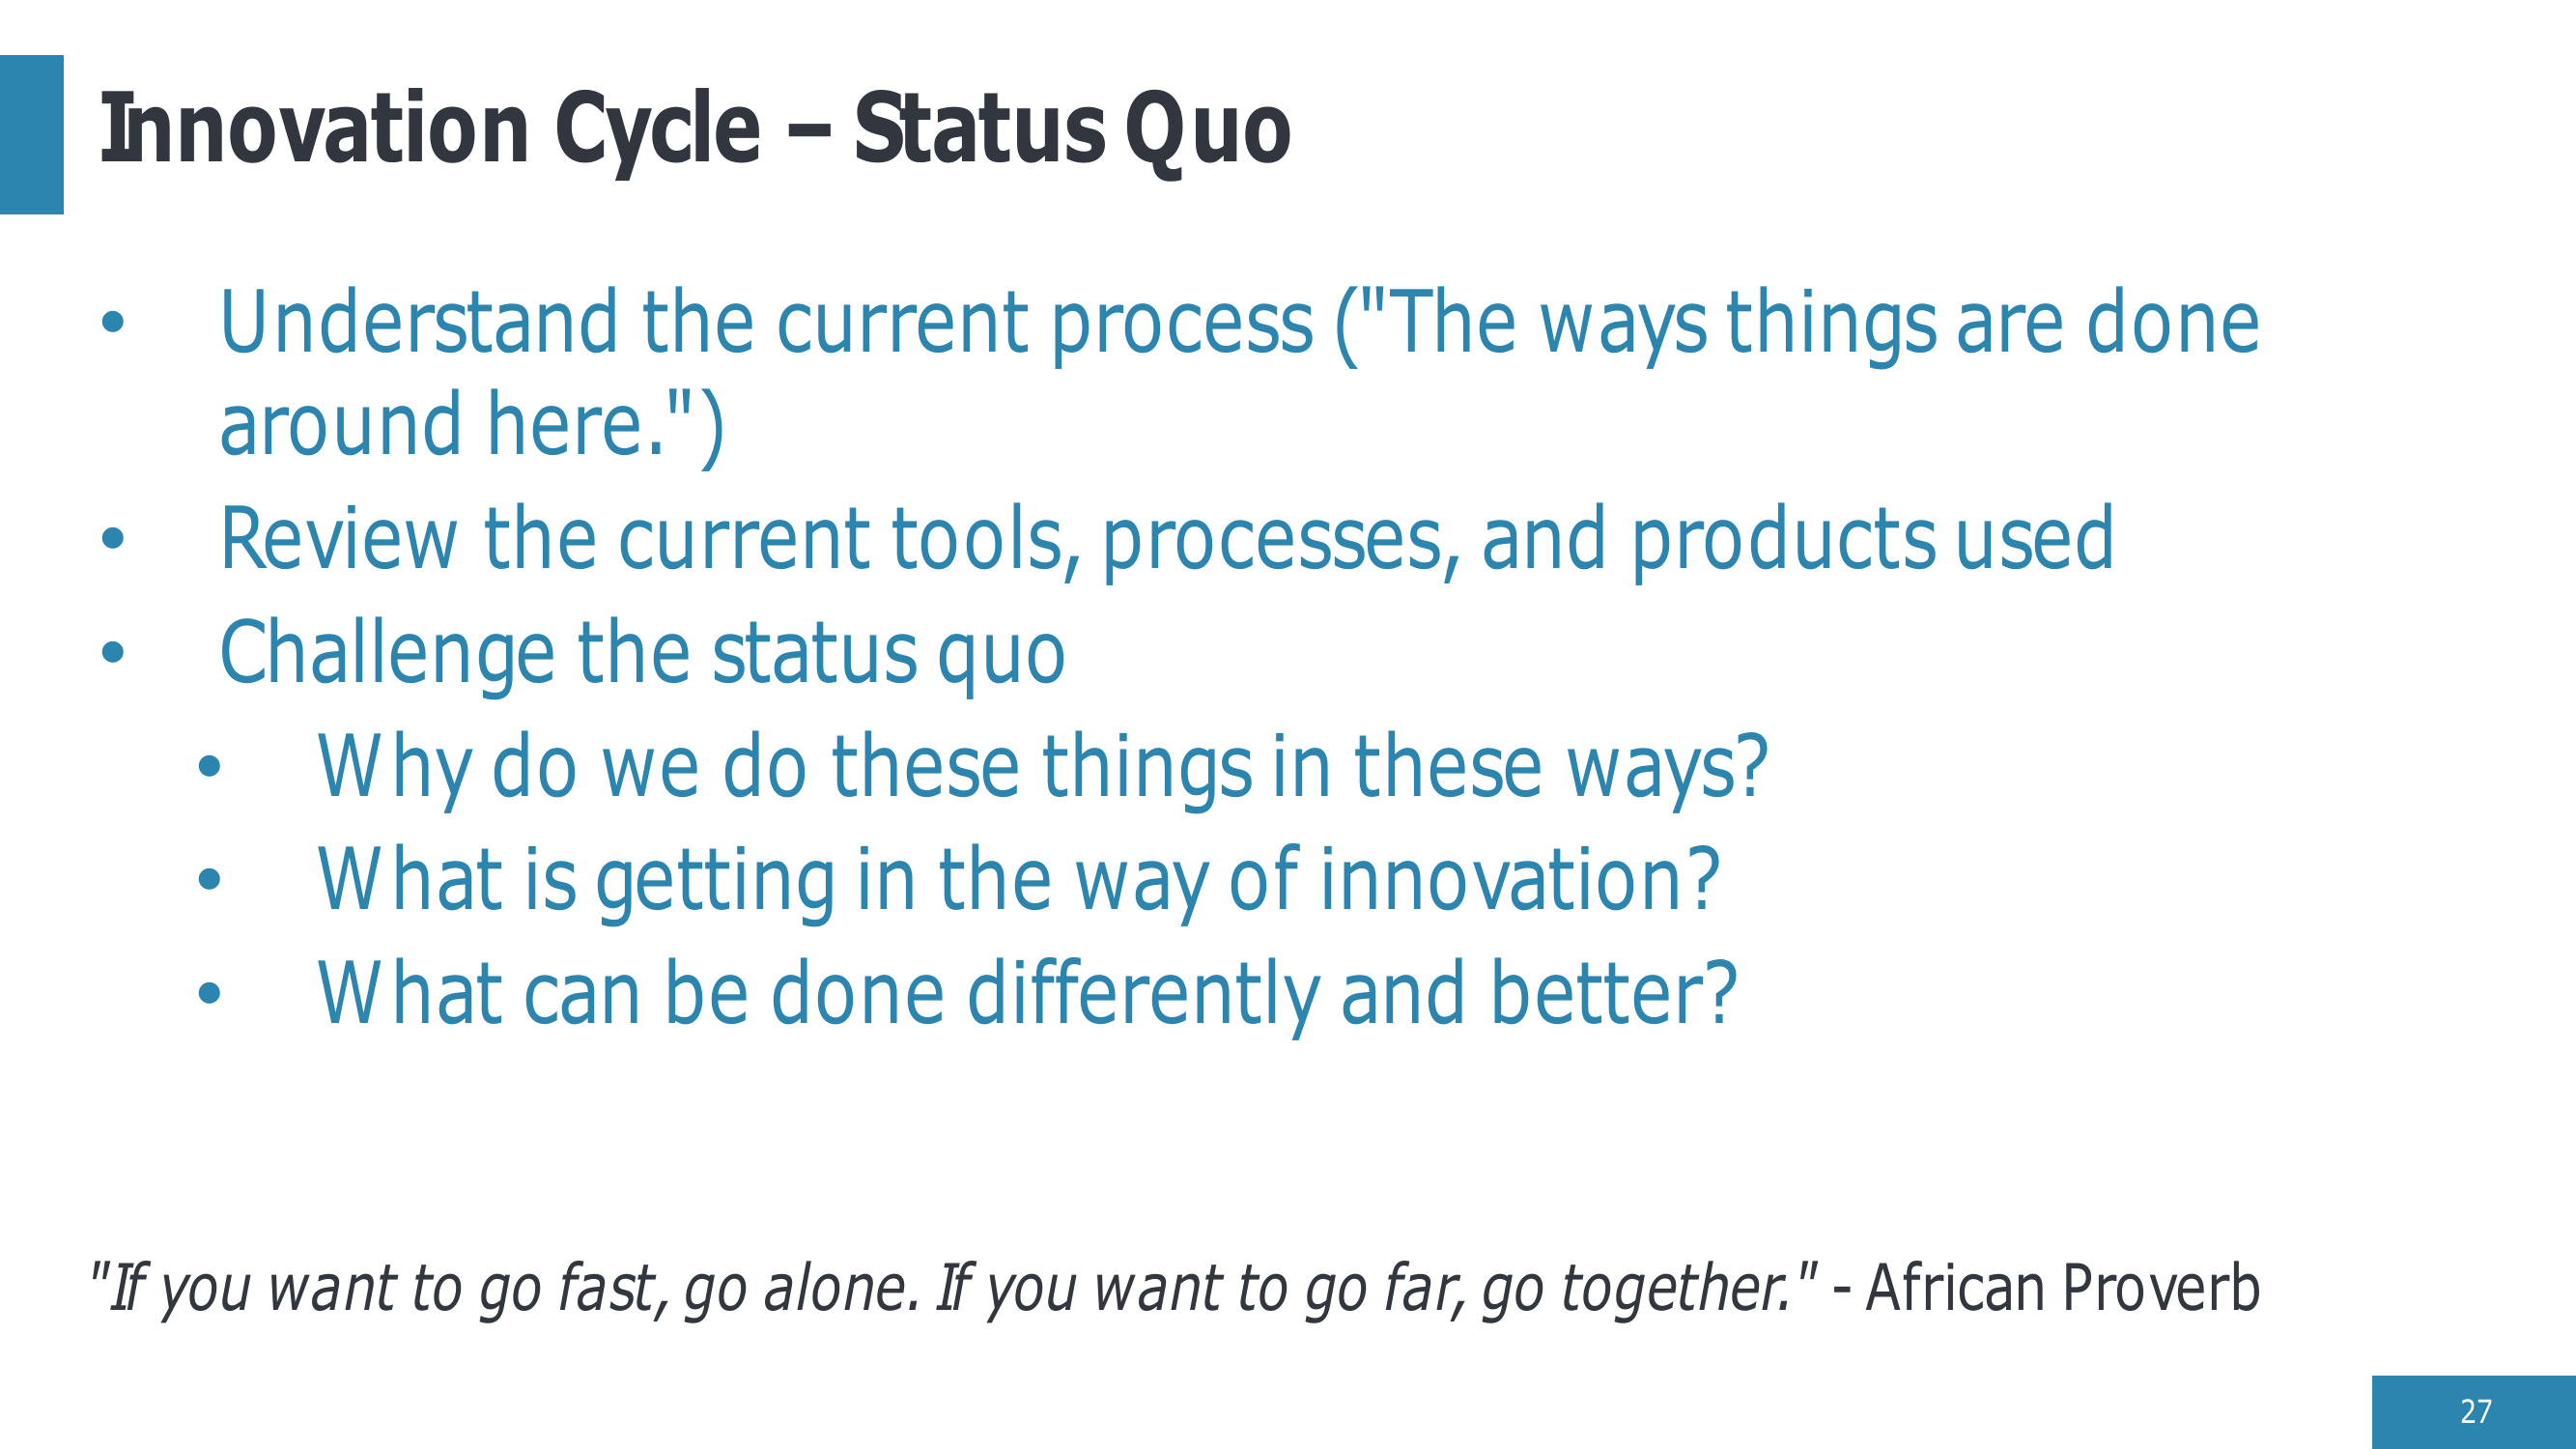 Innovation Cycle – Status Quo
• Understand the current process ("The ways things are done
around here.")
• Review the current tools, processes, and products used
• Challenge the status quo
• Why do we do these things in these ways?
• What is getting in the way of innovation?
• What can be done differently and better?
"If you want to go fast, go alone. If you want to go far, go together." - African Proverb
27